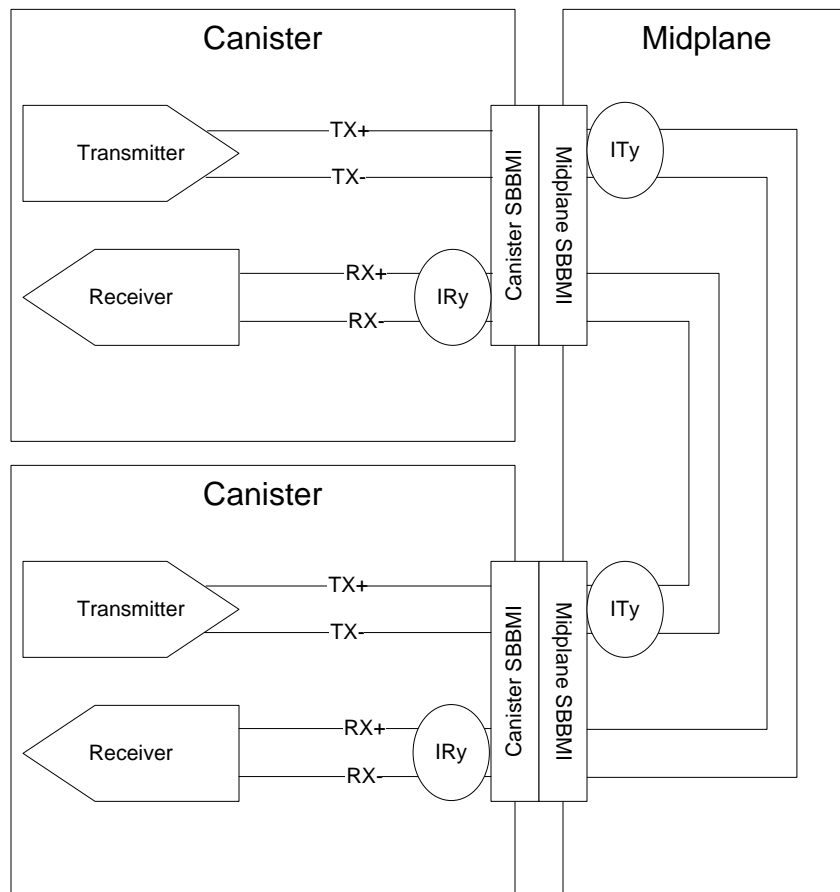 Canister
Midplane
Transmitter
TX+
TX-
Canister SBBMI
Midplane SBBMI
ITy
Receiver
RX+
RX-
IRy
Canister
Transmitter
TX+
TX-
Canister SBBMI
Midplane SBBMI
ITy
Receiver
RX+
RX-
IRy